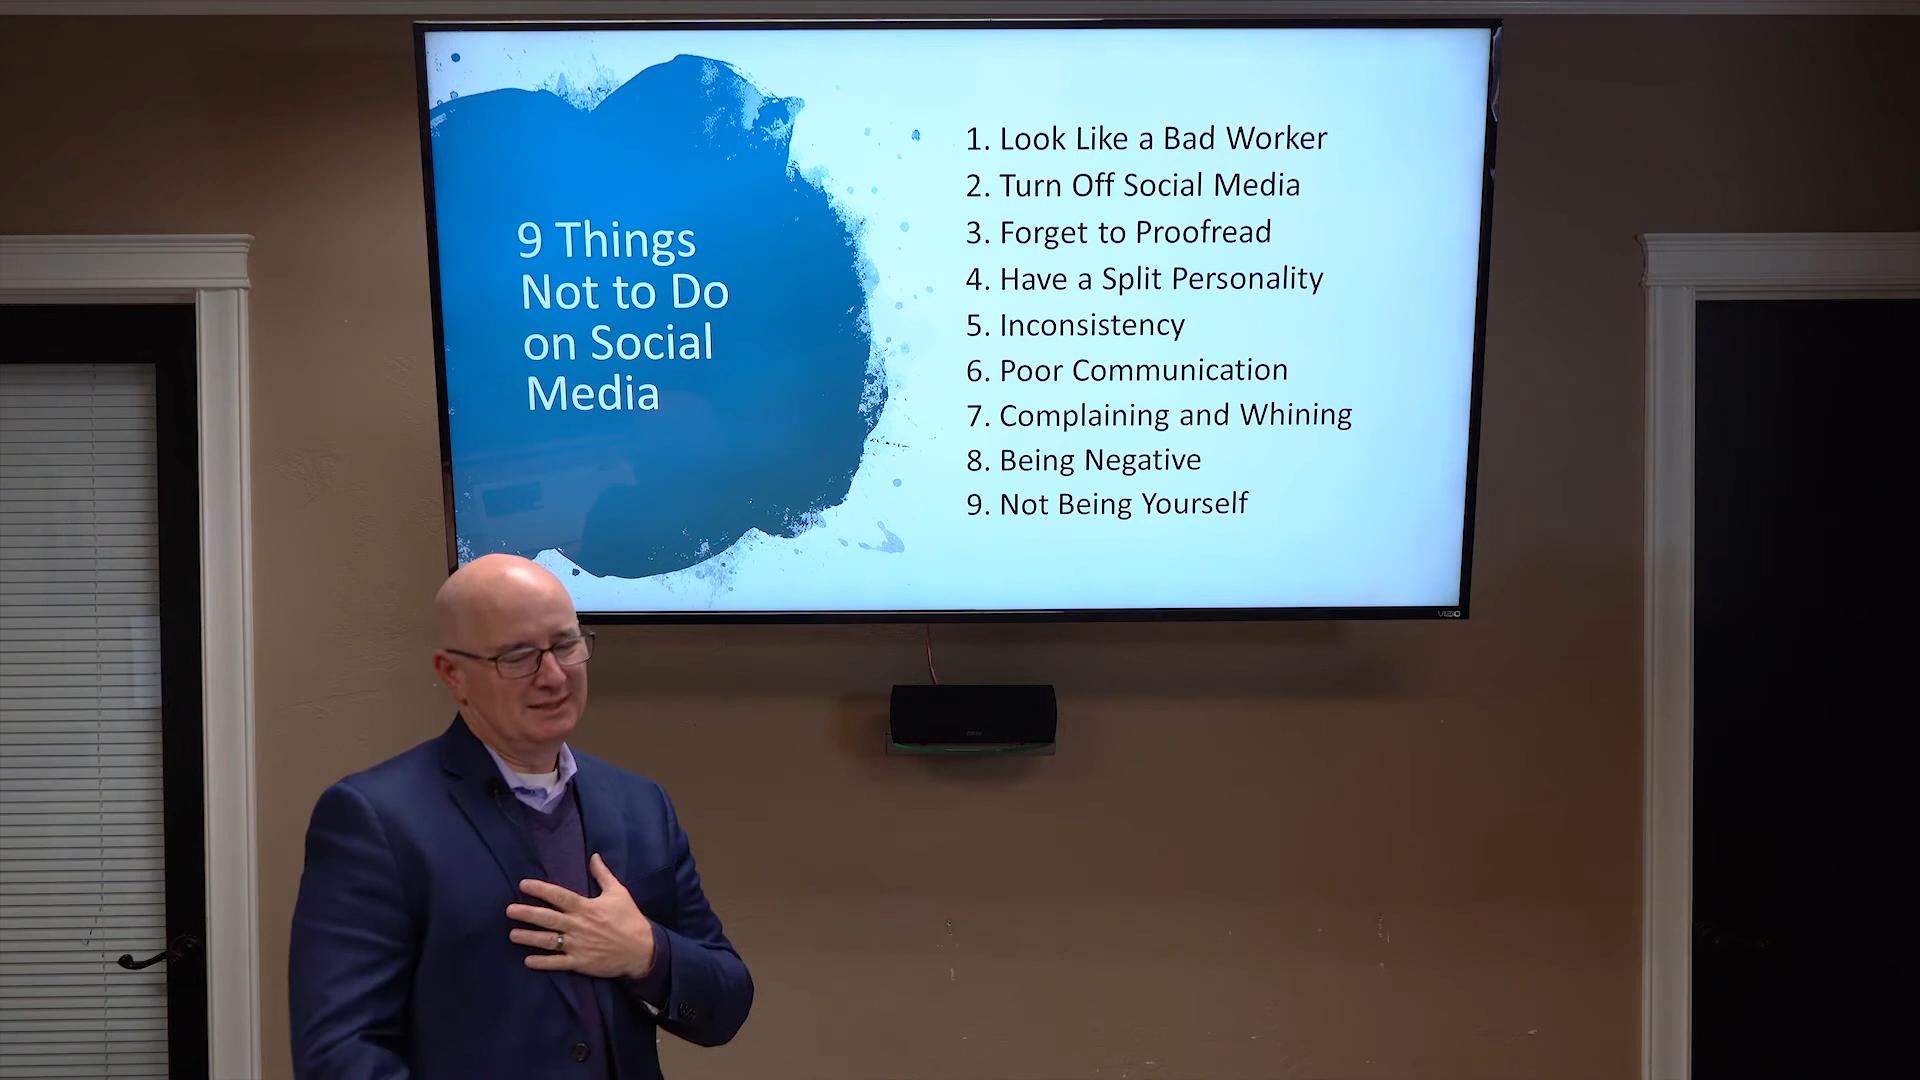 9 Things
Not to Do
on Social
Media
1. Look Like a Bad Worker
2. Turn Off Social Media
3. Forget to Proofread
4. Have a Split Personality
5. Inconsistency
6. Poor Communication
7. Complaining and Whining
8. Being Negative
9. Not Being Yourself
VIZIO